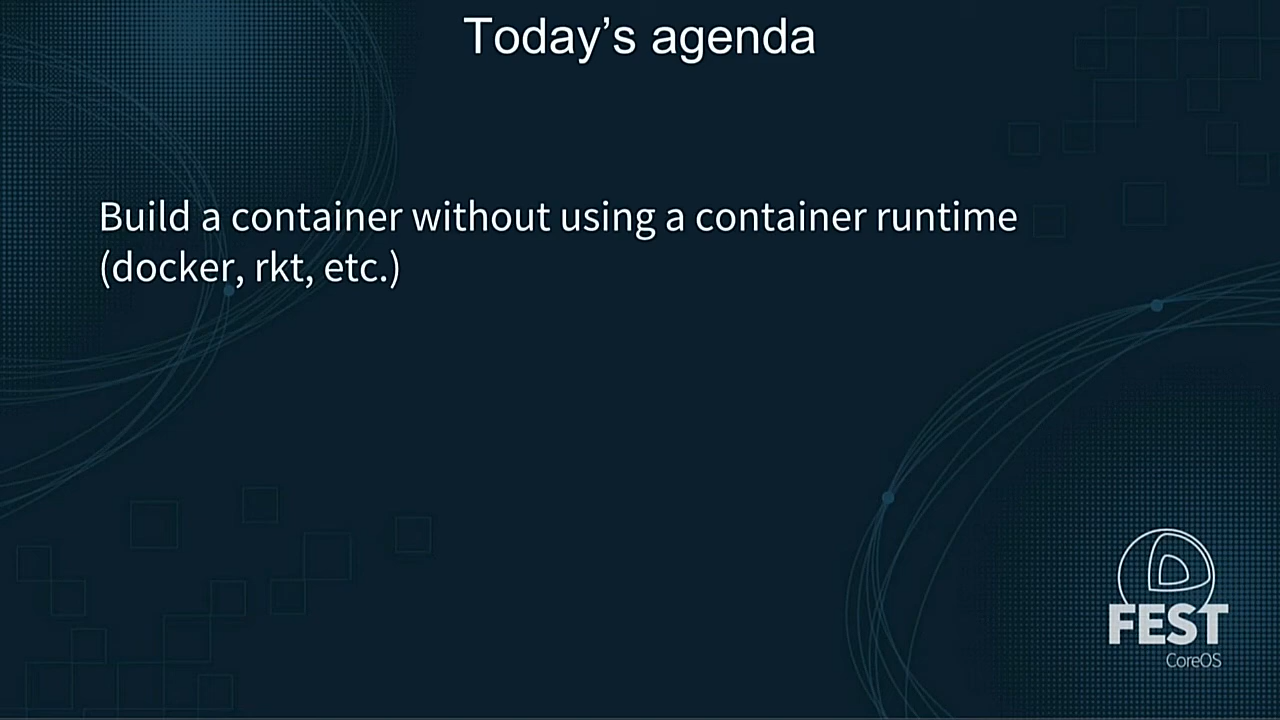 Today’s agenda
Build a container without using a container runtime
(docker, rkt, etc.)
FEST
CoreOS